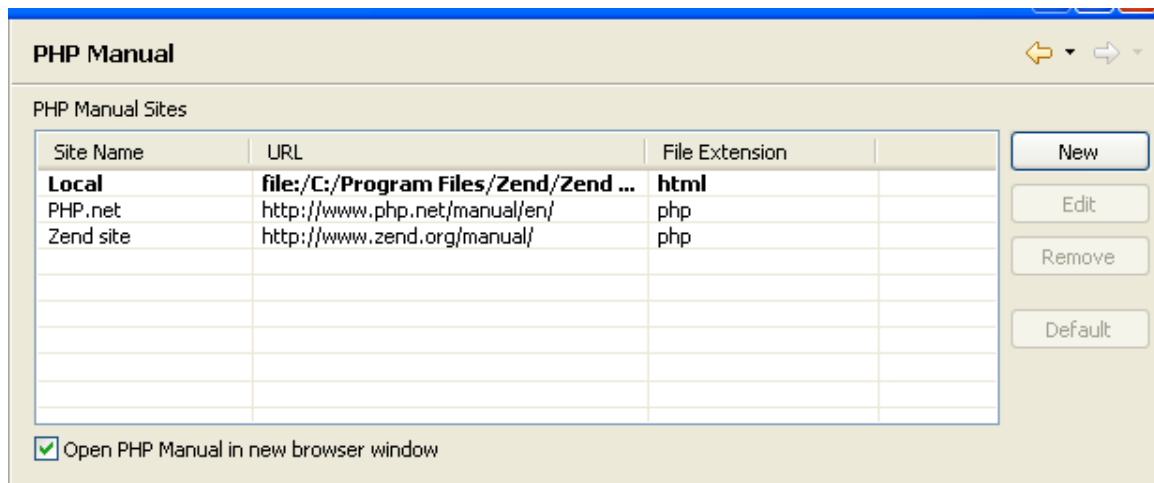 PHP Manual
PHP Manual Sites
Site Name URL File Extension
New
Local file:/C:/Program Files/Zend/Zend ... html
PHP.net http://www.php.net/manual/en/ php
Edit
Zend site http://www.zend.org/manual/ php
Remove
Default
Open PHP Manual in new browser window